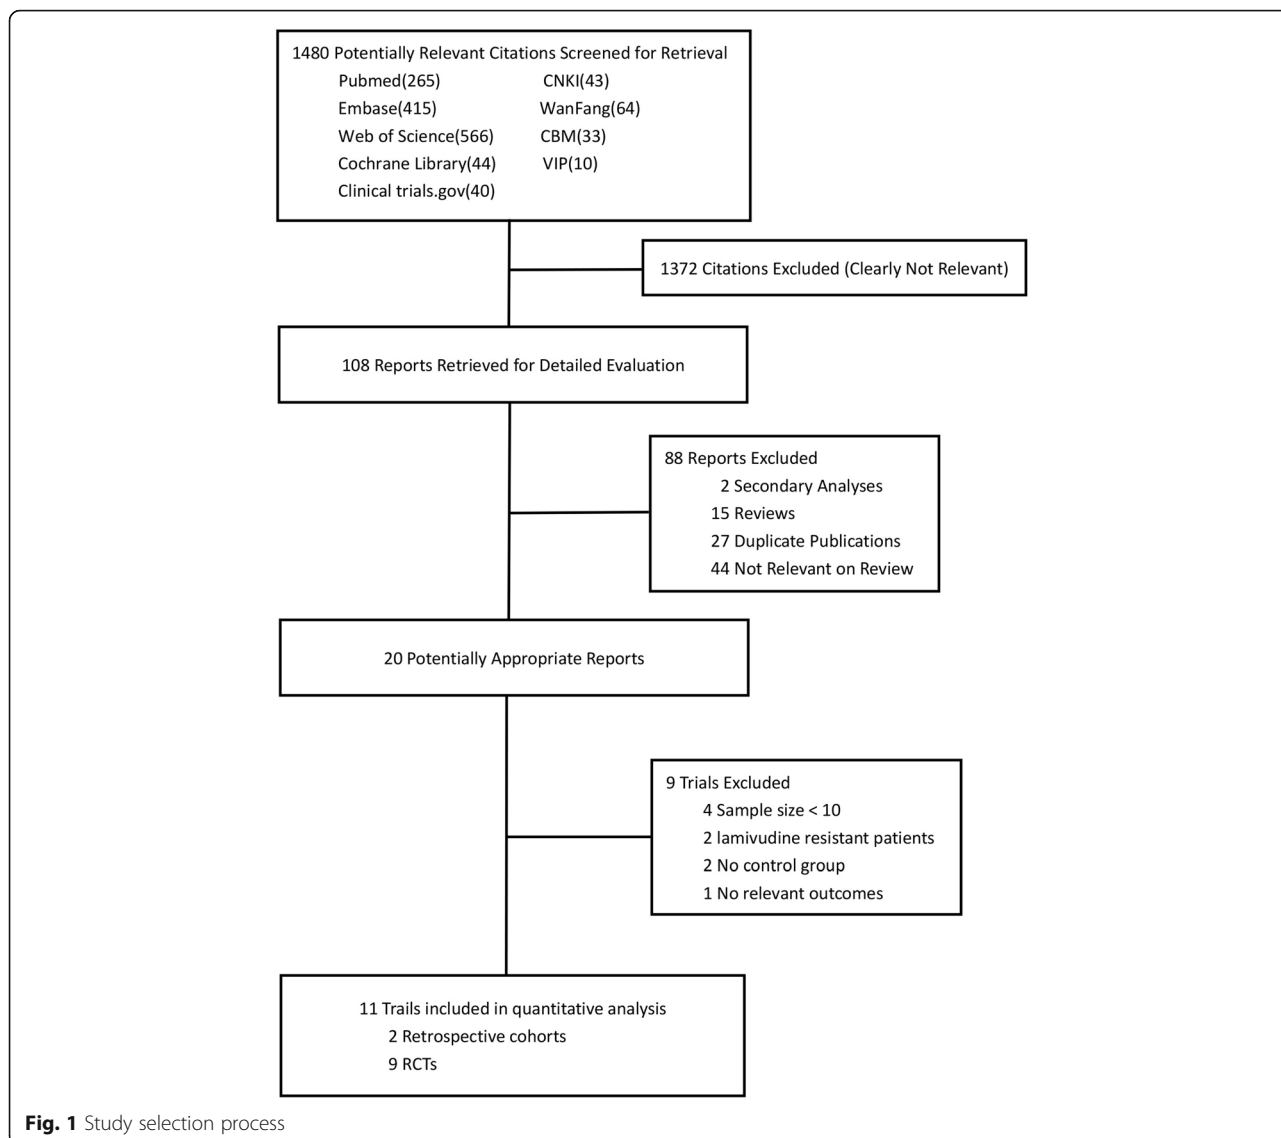 1480 Potentially Relevant Citations Screened for Retrieval
Pubmed(265) CNKI(43)
Embase(415) WanFang(64)
Web of Science(566) CBM(33)
Cochrane Library(44) VIP(10)
Clinical trials.gov(40)
1372 Citations Excluded (Clearly Not Relevant)
108 Reports Retrieved for Detailed Evaluation
88 Reports Excluded
2 Secondary Analyses
15 Reviews
27 Duplicate Publications
44 Not Relevant on Review
20 Potentially Appropriate Reports
9 Trials Excluded
4 Sample size < 10
2 lamivudine resistant patients
2 No control group
1 No relevant outcomes
11 Trails included in quantitative analysis
2 Retrospective cohorts
9 RCTs
Fig. 1 Study selection process